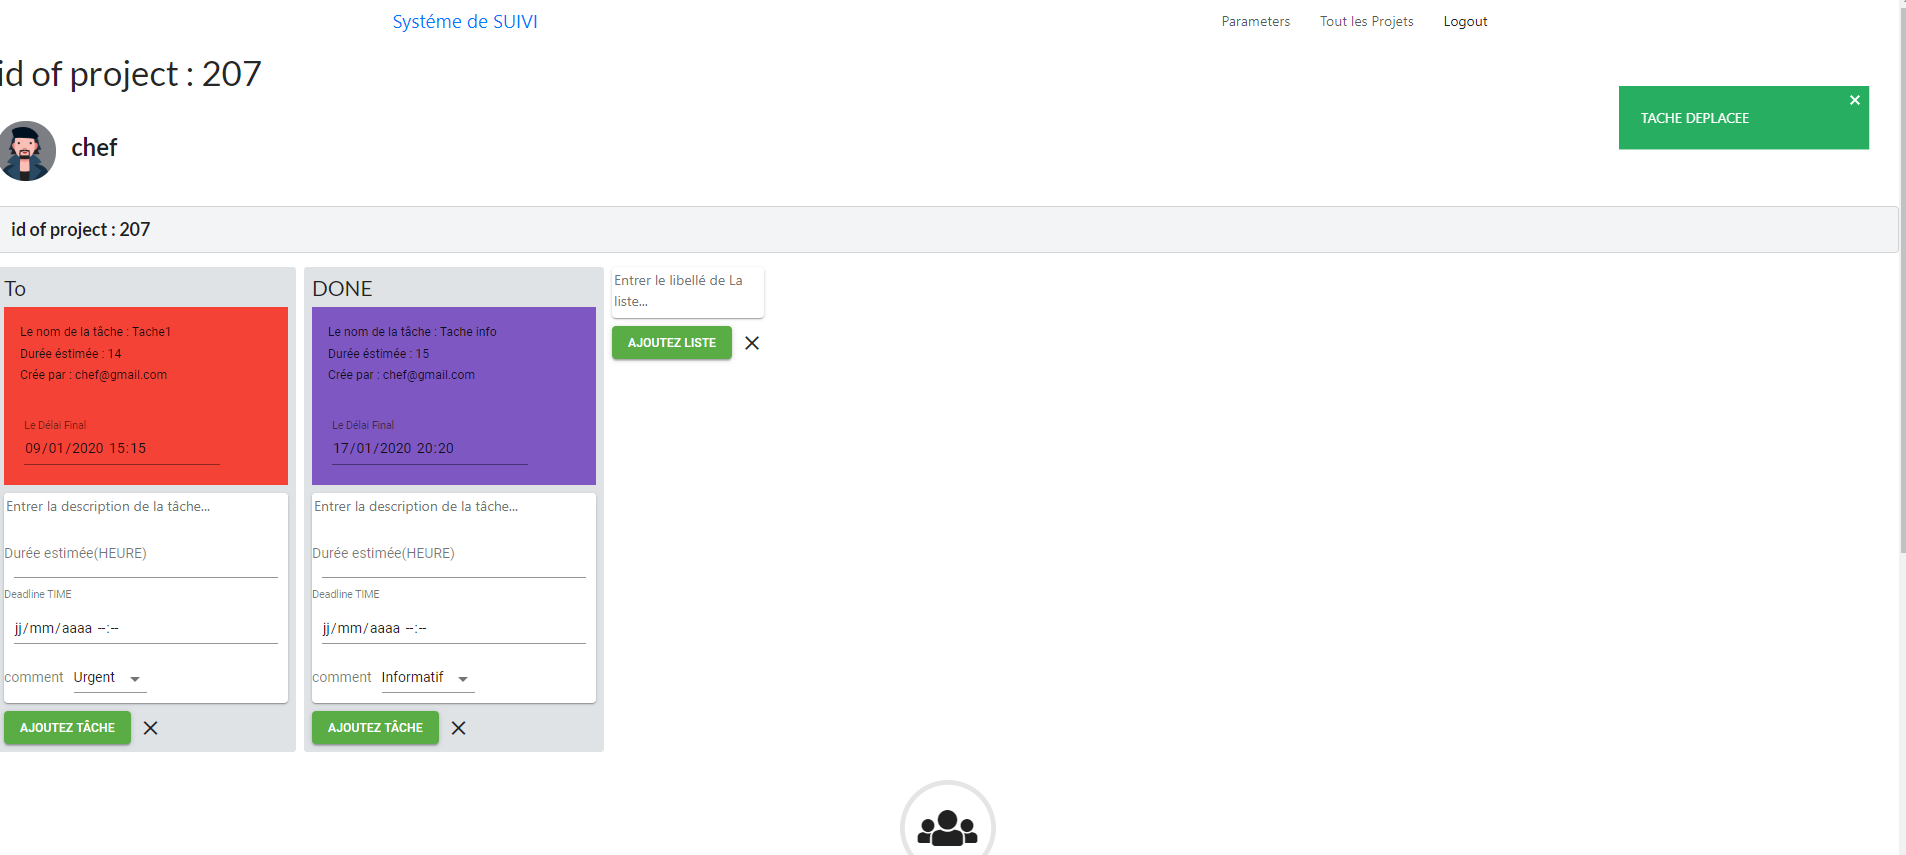 Systéme de SUIVI
Parameters
Tout les Projets
Logout
id of project : 207
TACHE DEPLACEE
chef
id of project : 207
To
Le nom de la tâche : Tache1
Durée éstimée : 14
Crée par : chef@gmail.com
Le Délai Final
09/01/2020 15:15
Entrer la description de la tâche...
Durée estimée(HEURE)
Deadline TIME
jj/mm/aaaa --:--
comment Urgent
AJOUTEZ TÂCHE
DONE
Le nom de la tâche : Tache info
Durée éstimée : 15
Crée par : chef@gmail.com
Le Délai Final
17/01/2020 20:20
Entrer la description de la tâche...
Durée estimée(HEURE)
Deadline TIME
jj/mm/aaaa --:--
comment Informatif
AJOUTEZ TÂCHE
Entrer le libellé de La
liste...
AJOUTEZ LISTE